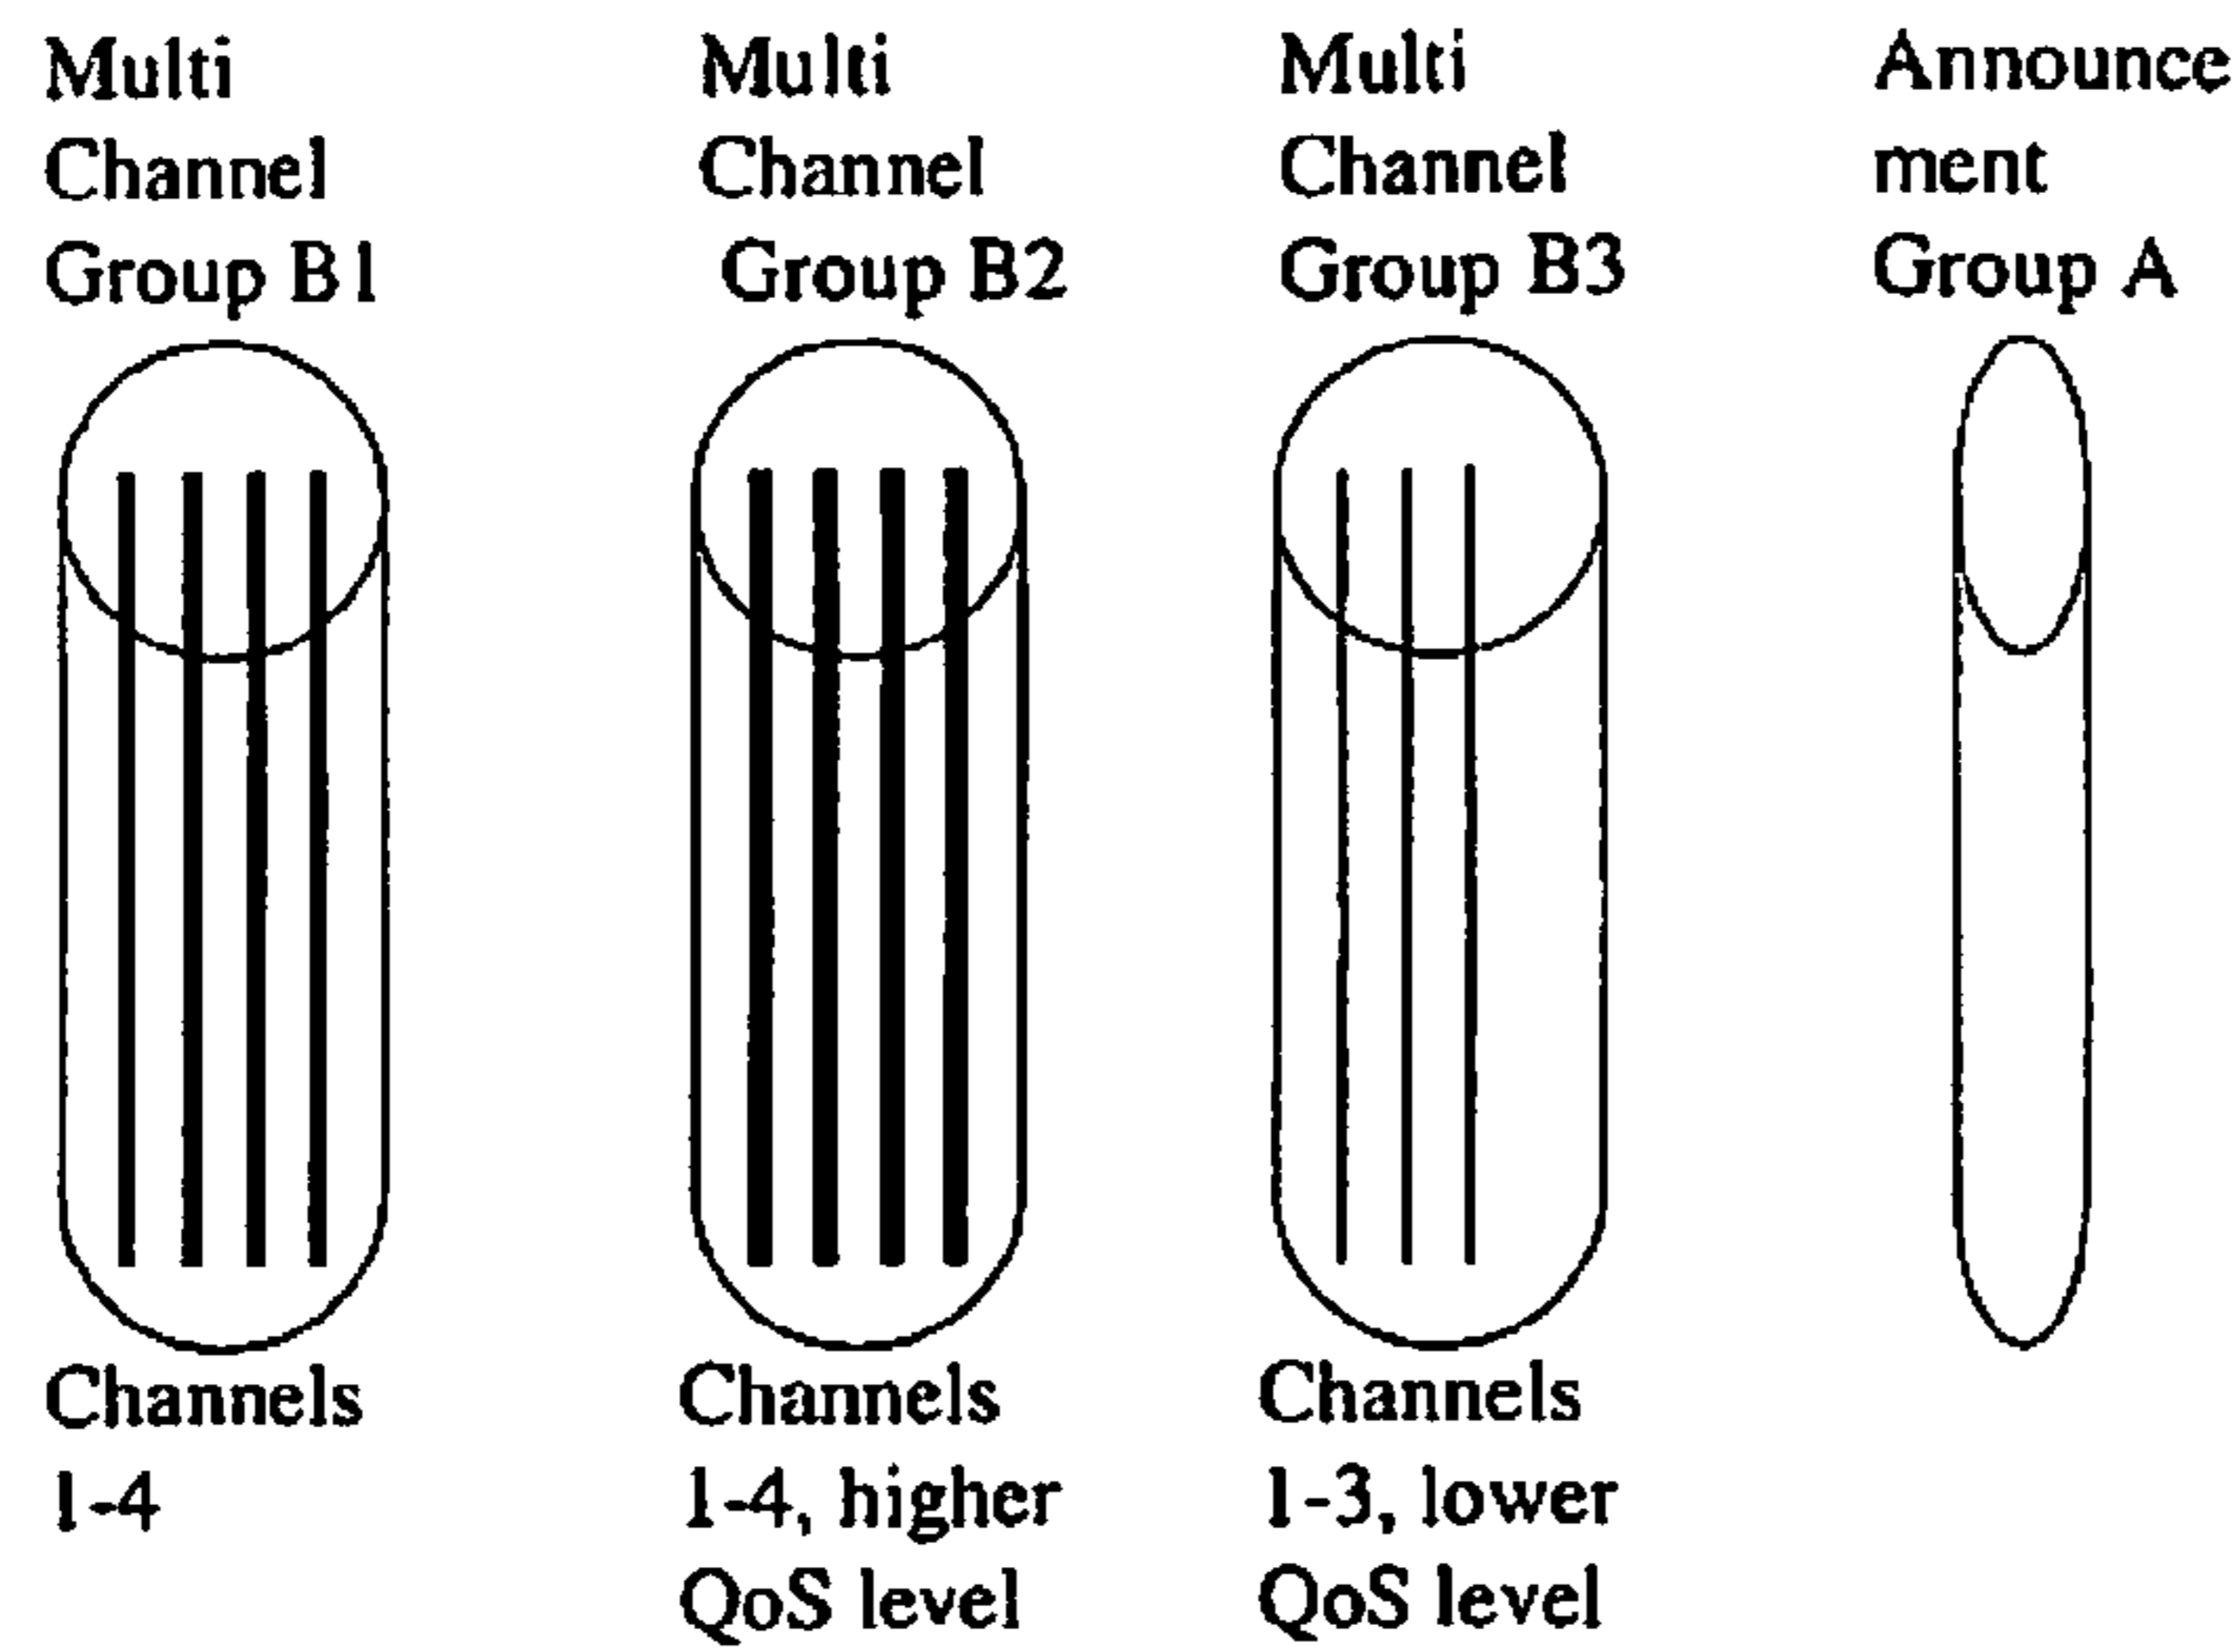 Multi
Channel
Group B1
Multi
Channel
Group B2
Multi
Channel
Group B3
Announce
ment
Group A
Channels
1-4
Channels
1-4, higher
QoS level
Channels
1-3, lower
QoS level